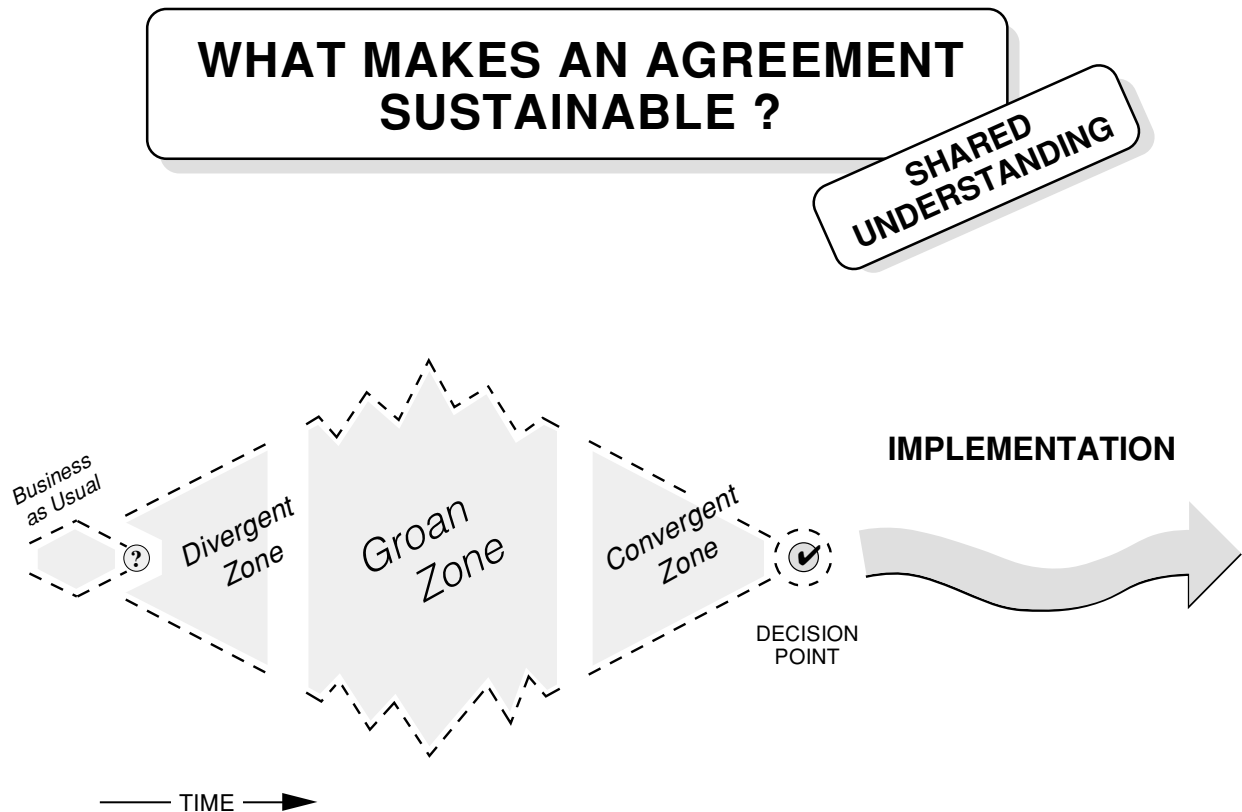 WHAT MAKES AN AGREEMENT
SUSTAINABLE ?
SHARED
UNDERSTANDING
Business
as Usual
?
Divergent
Zone
Groan
Zone
Convergent
Zone
DECISION
POINT
IMPLEMENTATION
TIME